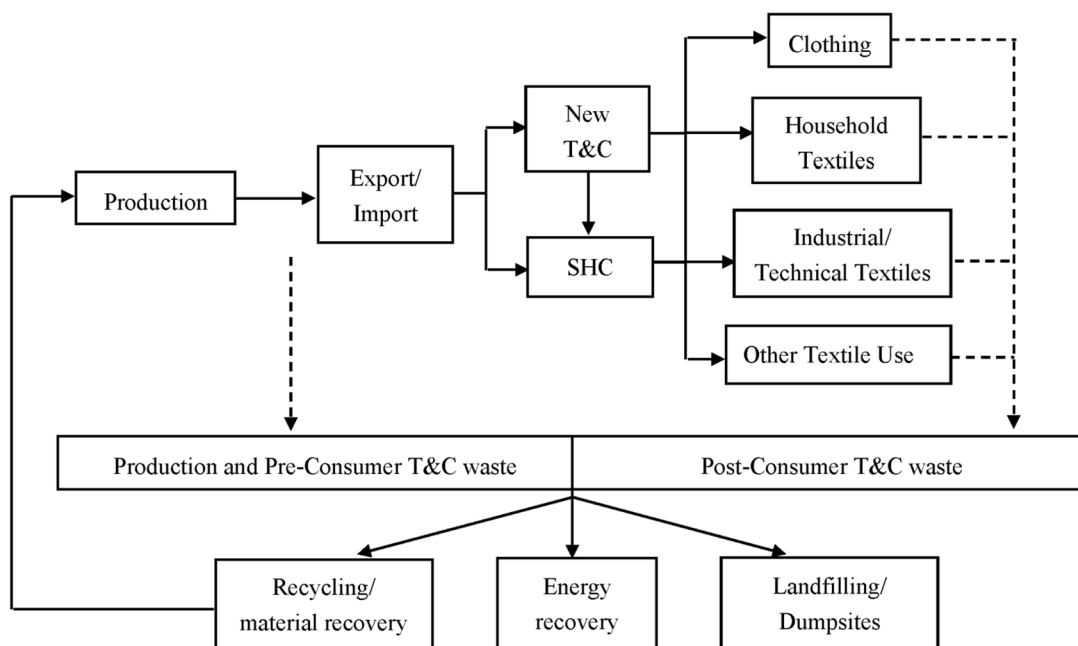 Clothing
New
T&C
Household
Textiles
Export/
Import
Production
SHC
Industrial/
Technical Textiles
Other Textile Use
Production and Pre-Consumer T&C waste
Post-Consumer T&C waste
Recycling/
material recovery
Energy
recovery
Landfilling/
Dumpsites